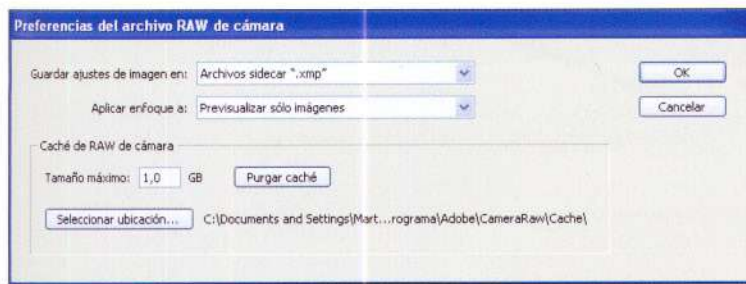 Preferencias del archivo RAW de cámara
Guardar ajustes de imagen en: Archivos sidecar ".xmp"
OK
Aplicar enfoque a: Previsualizar sólo imágenes
Cancelar
Caché de RAW de cámara
Tamaño máximo: 1,0 GB Purgar caché
Seleccionar ubicación... C:\Documents and Settings\Mart...rograma\Adobe\CameraRaw\Cache\